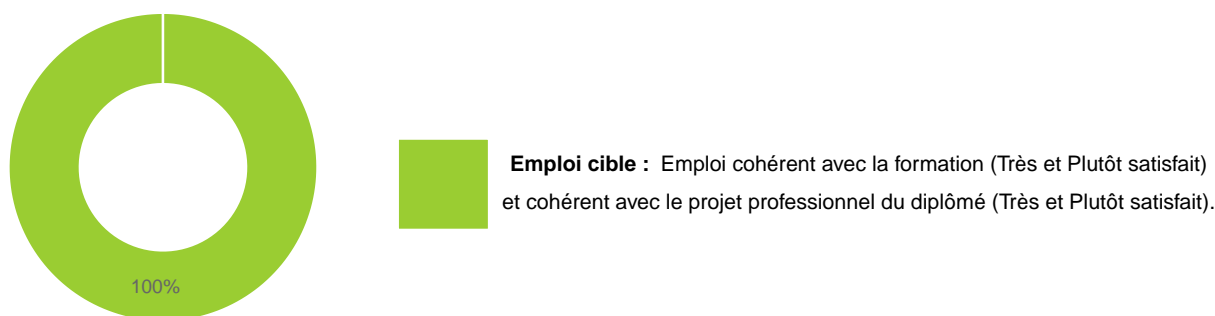 Emploi cible : Emploi cohérent avec la formation (Très et Plutôt satisfait)
et cohérent avec le projet professionnel du diplômé (Très et Plutôt satisfait).
100%